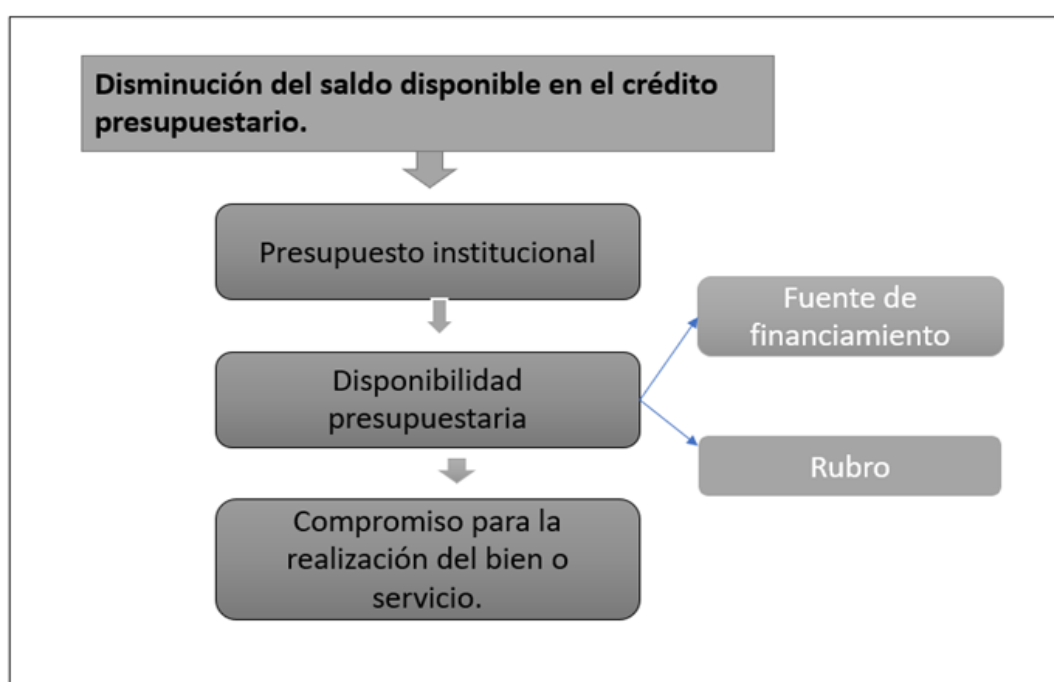 Disminución del saldo disponible en el crédito
presupuestario.
Presupuesto institucional
Disponibilidad
presupuestaria
Fuente de
financiamiento
Rubro
Compromiso para la
realización del bien o
servicio.